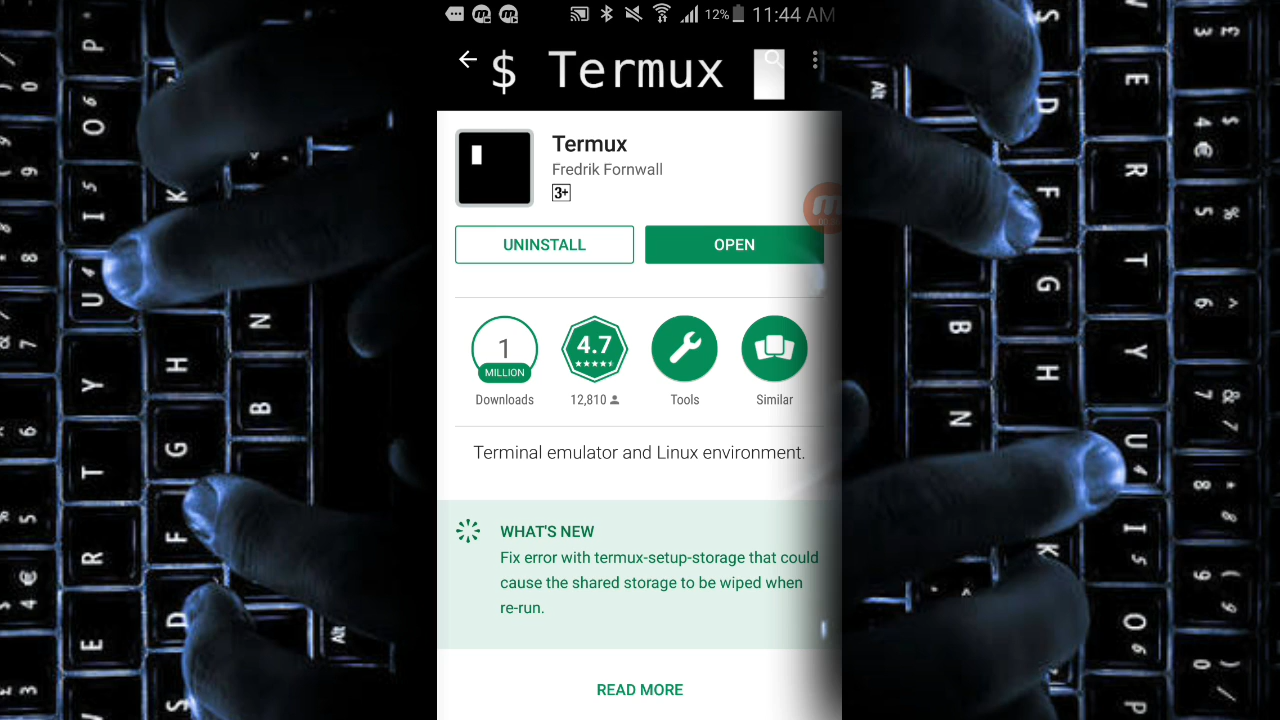 12% 11:44 AM
$ Termux
Termux
Fredrik Fornwall
3+
UNINSTALL
OPEN
1
MILLION
Downloads
4.7
12,810
Tools
Similar
Terminal emulator and Linux environment.
WHAT'S NEW
Fix error with termux-setup-storage that could
cause the shared storage to be wiped when
re-run.
READ MORE